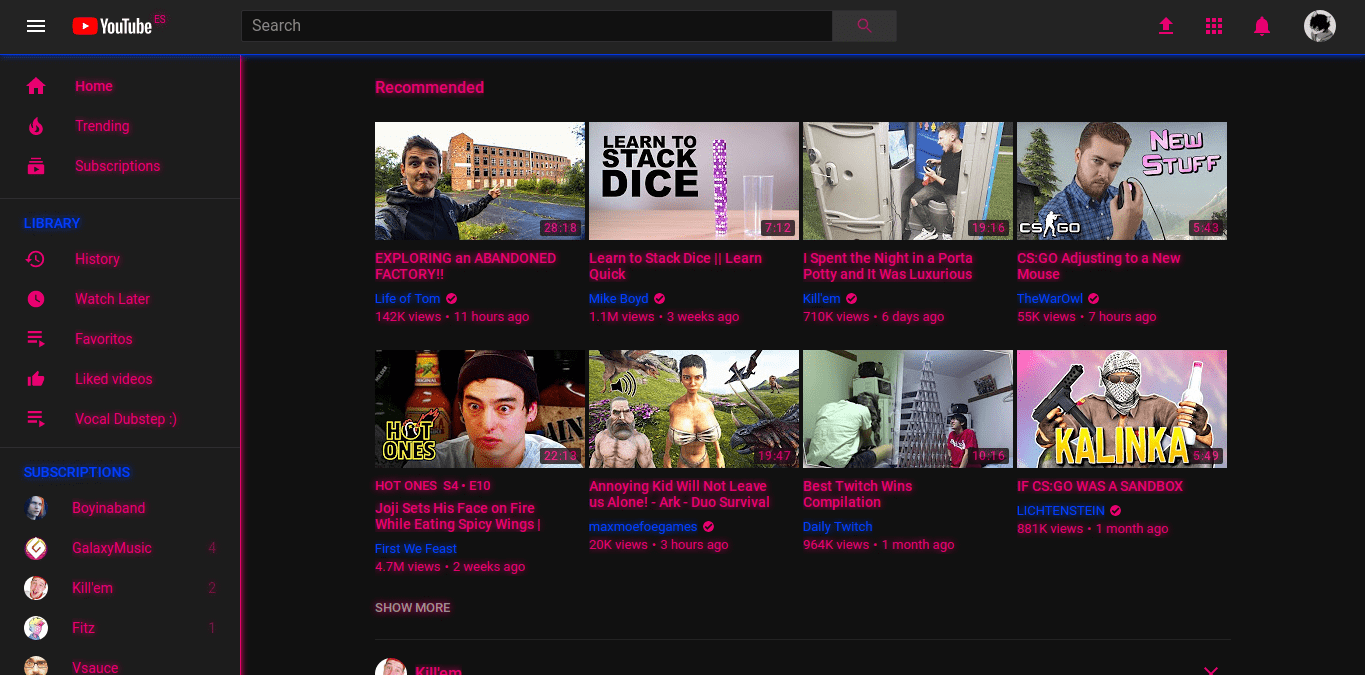 YouTube ES
Search
Home
Trending
Subscriptions
LIBRARY
History
Watch Later
Favoritos
Liked videos
Vocal Dubstep :)
SUBSCRIPTIONS
Boyinaband
GalaxyMusic 4
Kill'em 2
Fitz 1
Vsauce
Recommended
28:18
LEARN TO
STACK
DICE
7:12
19:16
NEW
STUFF
CS GO
5:43
EXPLORING an ABANDONED
FACTORY!!
Life of Tom
142K views • 11 hours ago
Learn to Stack Dice || Learn
Quick
Mike Boyd
1.1M views • 3 weeks ago
I Spent the Night in a Porta
Potty and It Was Luxurious
Kill'em
710K views • 6 days ago
CS:GO Adjusting to a New
Mouse
TheWarOwl
55K views • 7 hours ago
HOT
ONES
22:13
19:47
10:16
KALINKA
5:49
HOT ONES S4 • E10
Joji Sets His Face on Fire
While Eating Spicy Wings |
First We Feast
4.7M views • 2 weeks ago
Annoying Kid Will Not Leave
us Alone! - Ark - Duo Survival
maxmoefoegames
20K views • 3 hours ago
Best Twitch Wins
Compilation
Daily Twitch
964K views • 1 month ago
IF CS:GO WAS A SANDBOX
LICHTENSTEIN
881K views • 1 month ago
SHOW MORE
Kill'em